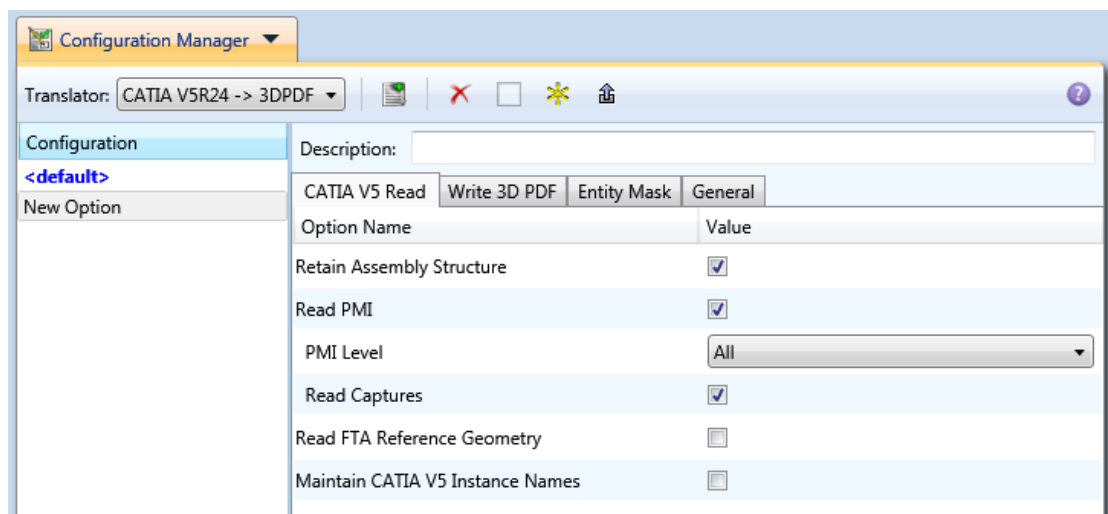 Configuration Manager
Translator: CATIA V5R24 -> 3DPDF
?
Configuration
Description:
<default>
CATIA V5 Read Write 3D PDF Entity Mask General
New Option
Option Name Value
Retain Assembly Structure
Read PMI
PMI Level All
Read Captures
Read FTA Reference Geometry
Maintain CATIA V5 Instance Names